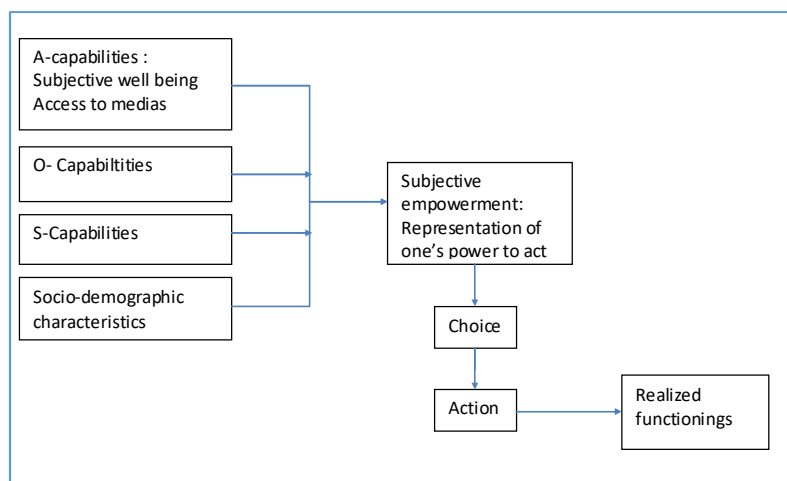 A-capabilities :
Subjective well being
Access to medias
O- Capabiltities
S-Capabilities
Socio-demographic
characteristics
Subjective
empowerment:
Representation of
one's power to act
Choice
Action
Realized
functionings